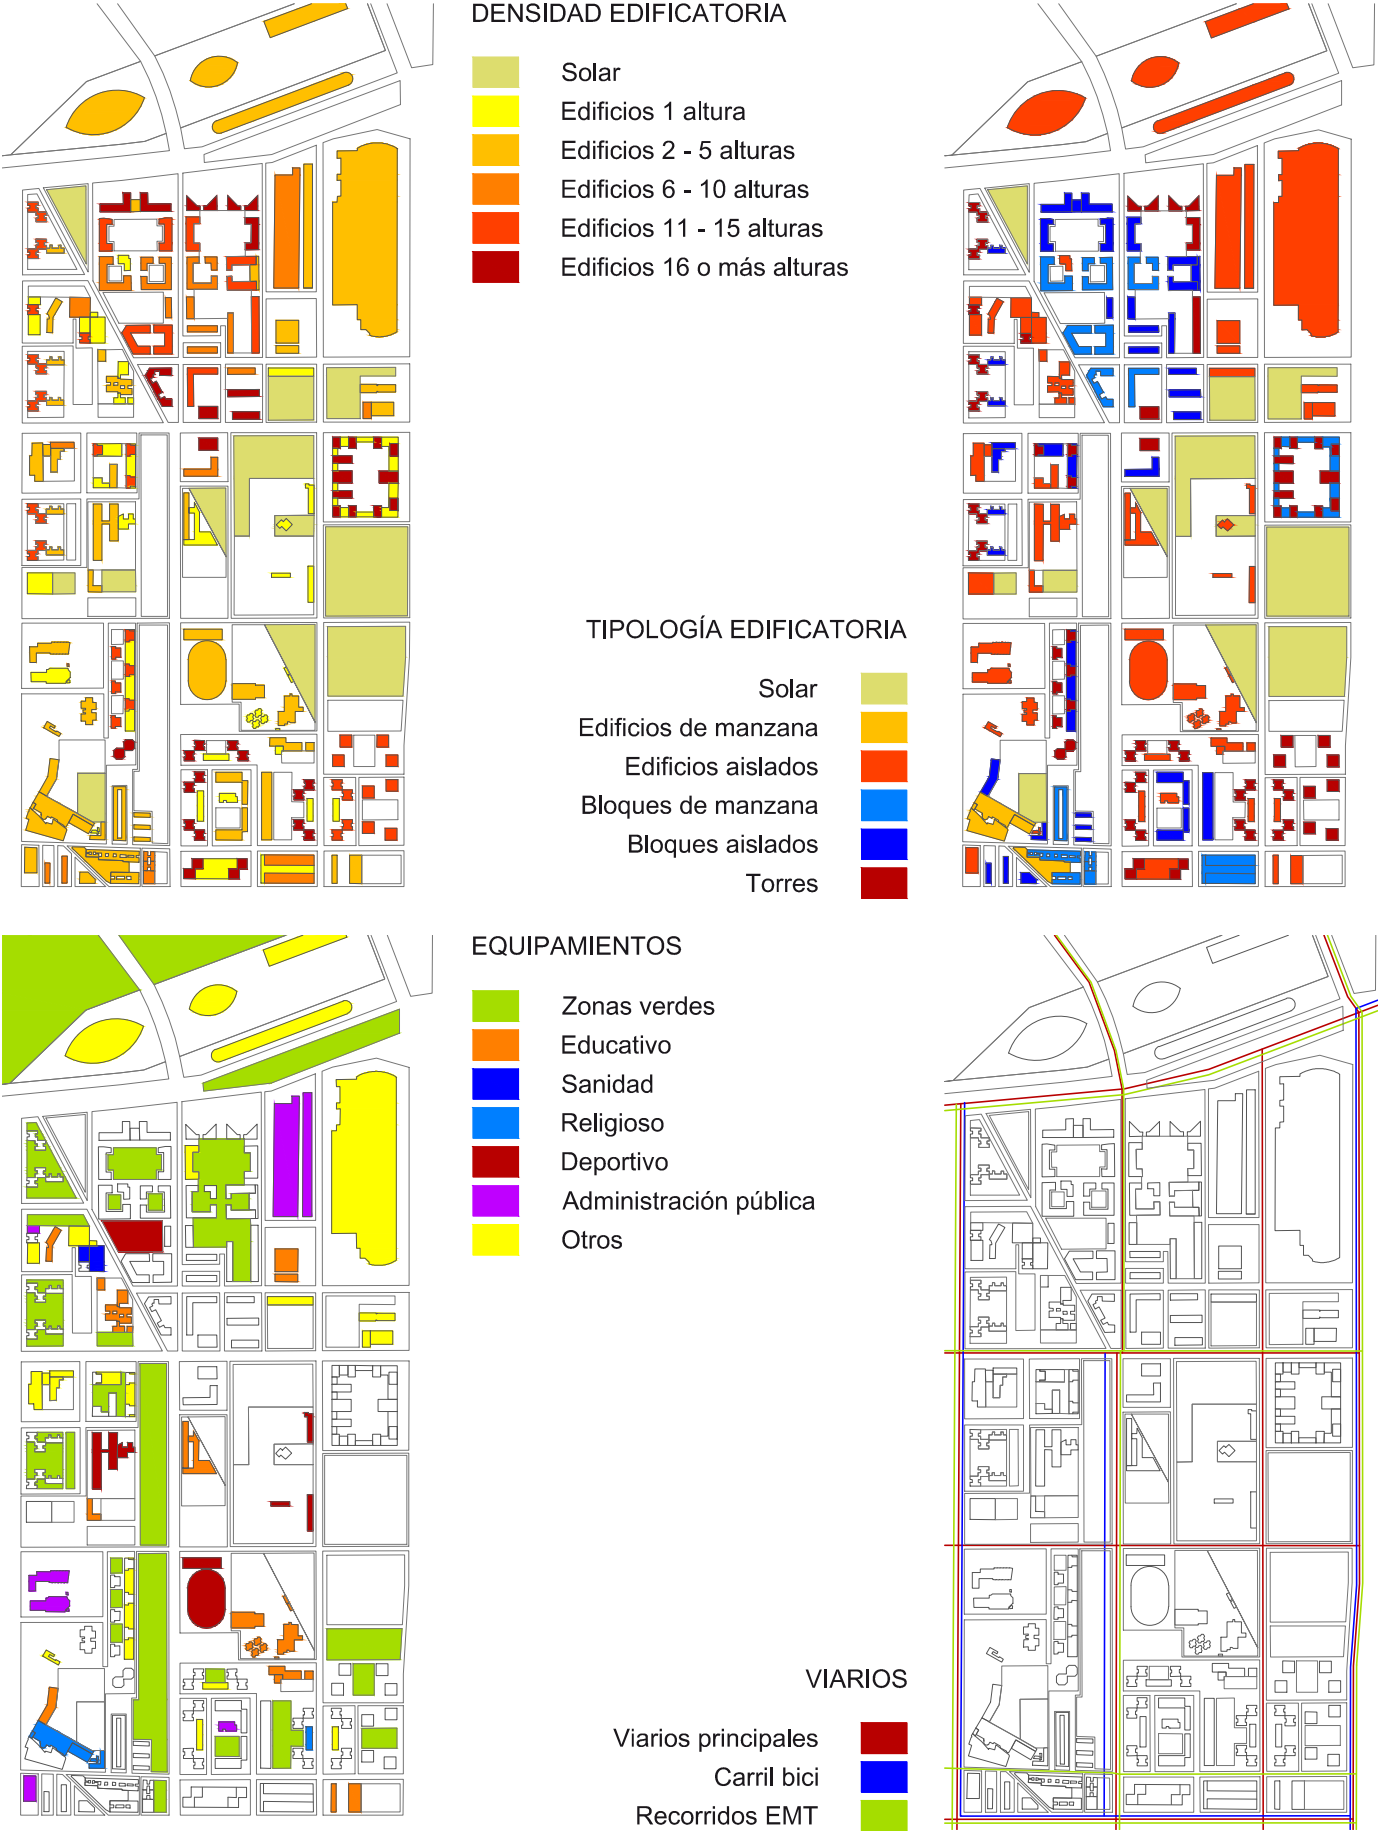 DENSIDAD EDIFICATORIA
Solar
Edificios 1 altura
Edificios 2 - 5 alturas
Edificios 6 - 10 alturas
Edificios 11 - 15 alturas
Edificios 16 o más alturas
TIPOLOGÍA EDIFICATORIA
Solar
Edificios de manzana
Edificios aislados
Bloques de manzana
Bloques aislados
Torres
EQUIPAMIENTOS
Zonas verdes
Educativo
Sanidad
Religioso
Deportivo
Administración pública
Otros
VIARIOS
Viarios principales
Carril bici
Recorridos EMT